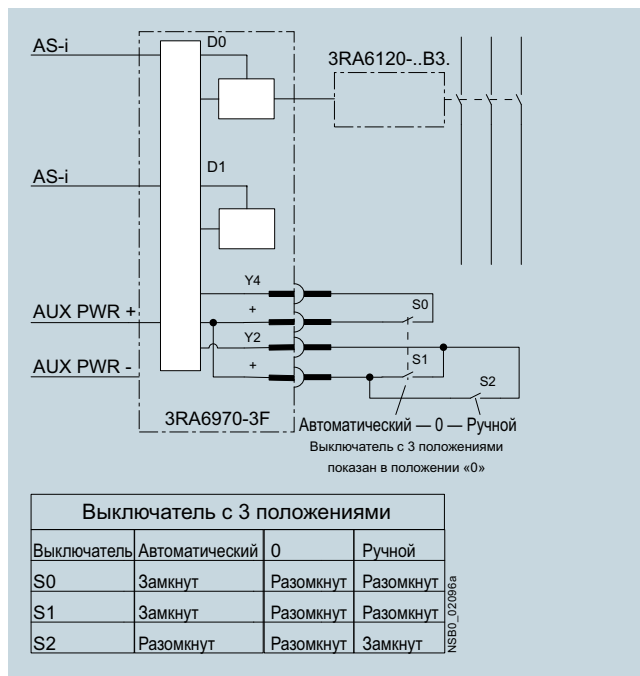 AS-i
D0
3RA6120-..B3.
AS-i
D1
Y4
+
S0
AUX PWR +
Y2
+
S1
AUX PWR -
S2
3RA6970-3F
Автоматический — 0 — Ручной
Выключатель с 3 положениями
показан в положении «0»
Выключатель с 3 положениями
Выключатель Автоматический 0 Ручной
S0 Замкнут Разомкнут Разомкнут
S1 Замкнут Разомкнут Разомкнут
S2 Разомкнут Разомкнут Замкнут
NSB0_02096a